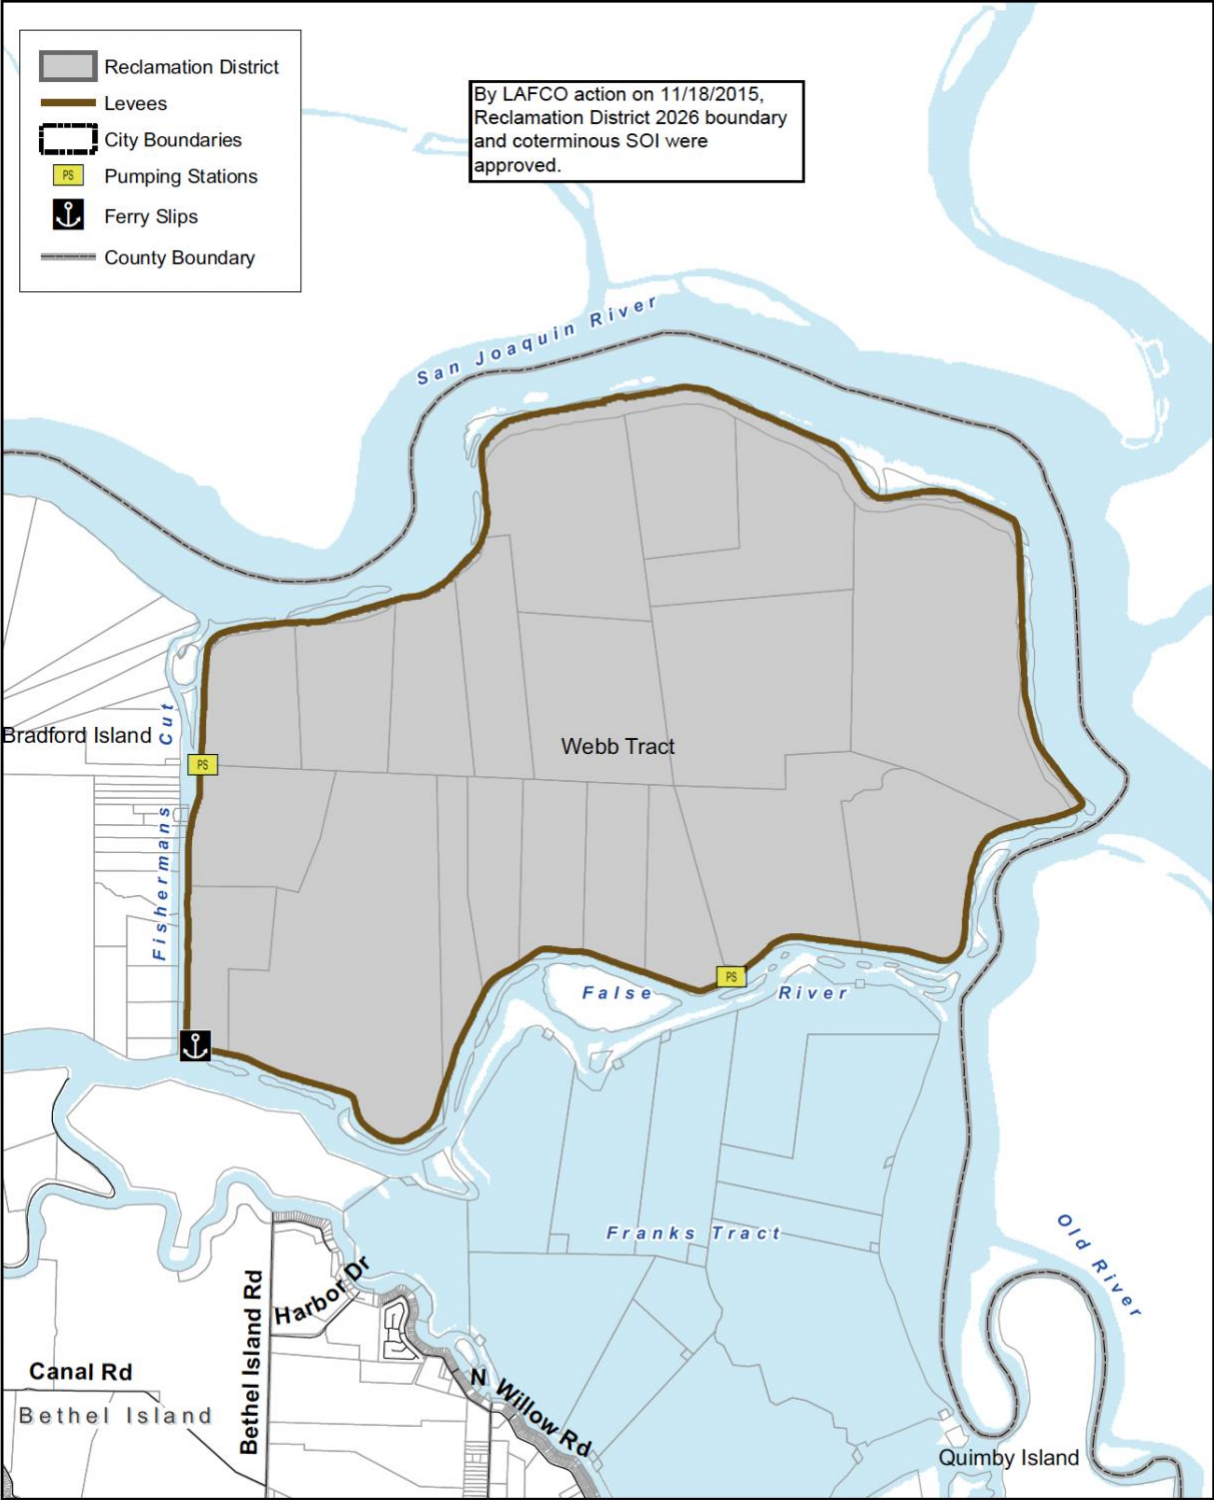 Reclamation District
Levees
City Boundaries
PS Pumping Stations
Ferry Slips
County Boundary
By LAFCO action on 11/18/2015,
Reclamation District 2026 boundary
and coterminous SOI were
approved.
San Joaquin River
Bradford Island
Fishermans Cut
PS
Webb Tract
PS
False River
Franks Tract
Old River
Harbor Dr
Bethel Island Rd
Canal Rd
Bethel Island
N Willow Rd
Quimby Island